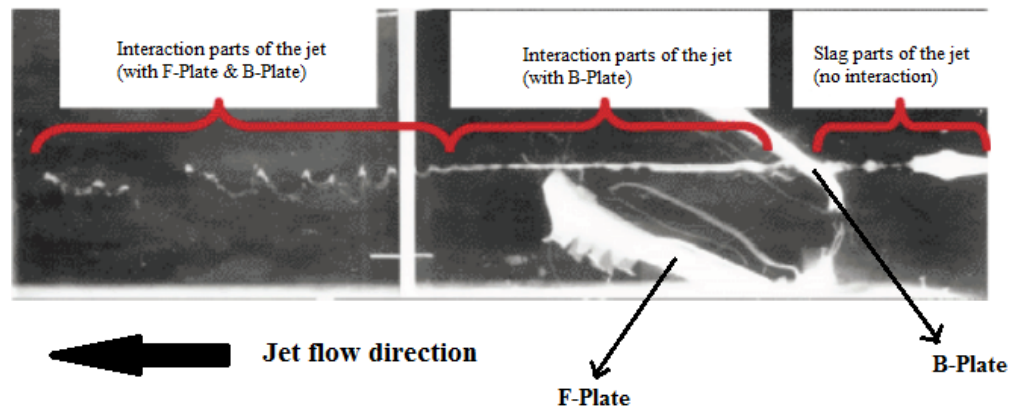 Interaction parts of the jet
(with F-Plate & B-Plate)
Interaction parts of the jet
(with B-Plate)
Slag parts of the jet
(no interaction)
Jet flow direction
F-Plate
B-Plate